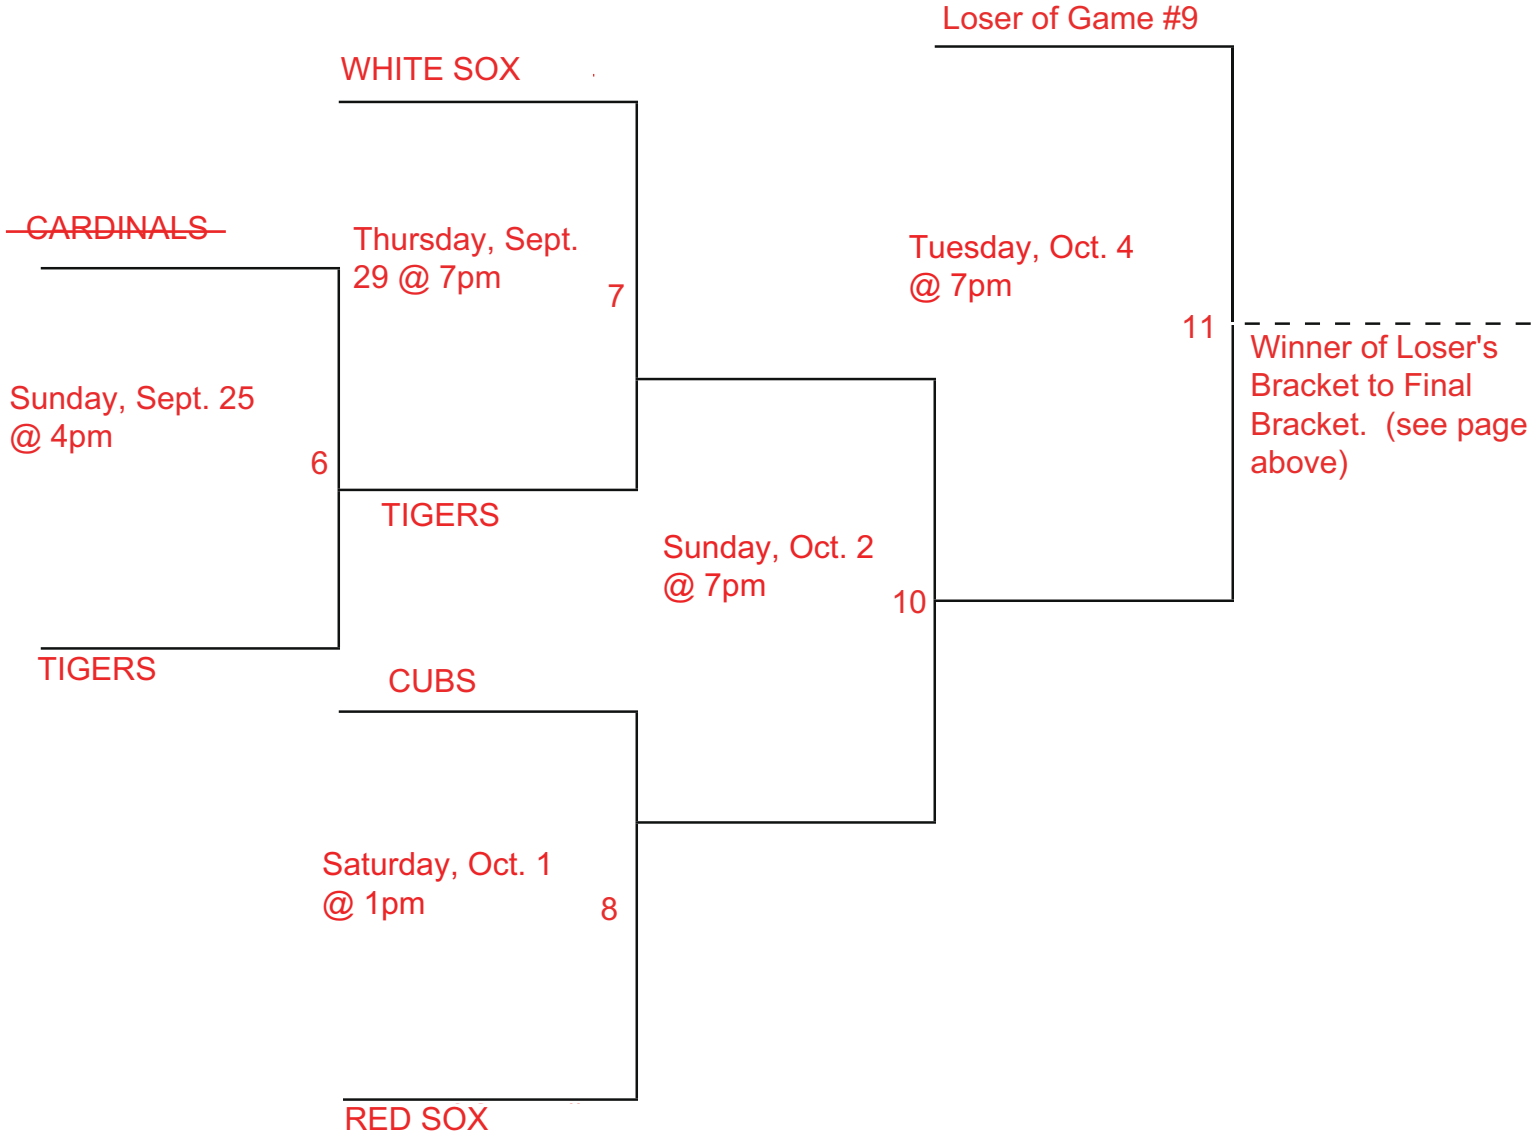 Loser of Game #9
WHITE SOX
CARDINALS
Thursday, Sept.
29 @ 7pm
7
Tuesday, Oct. 4
@ 7pm
11
Winner of Loser's
Bracket to Final
Bracket.  (see page
above)
Sunday, Sept. 25
@ 4pm
6
TIGERS
Sunday, Oct. 2
@ 7pm
10
TIGERS
CUBS
Saturday, Oct. 1
@ 1pm
8
RED SOX